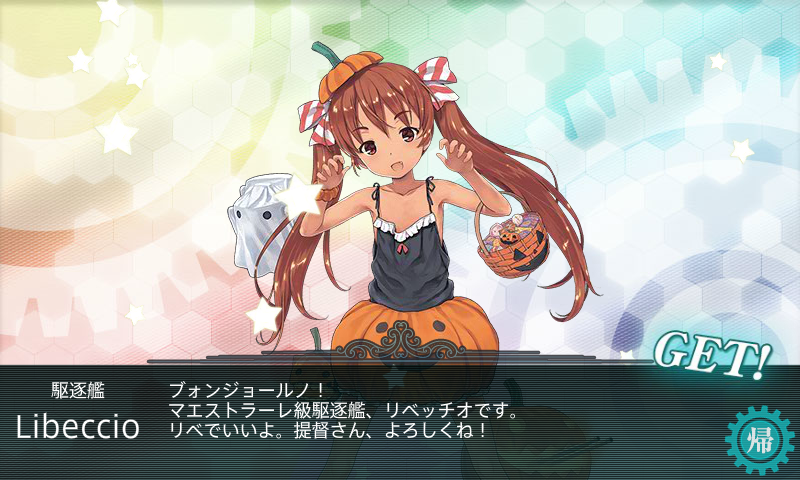 GET!
駆逐艦
Libeccio
ブォンジョールノ！
マエストラーレ級駆逐艦、リベッチオです。
リベでいいよ。提督さん、よろしくね！
帰